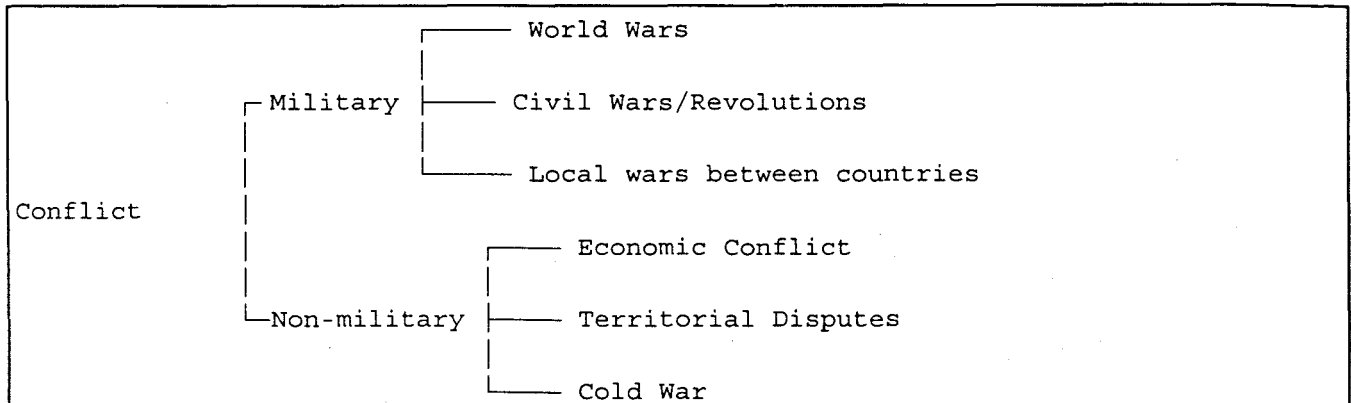 World Wars
Military
Civil Wars/Revolutions
Local wars between countries
Conflict
Economic Conflict
Non-military
Territorial Disputes
Cold War